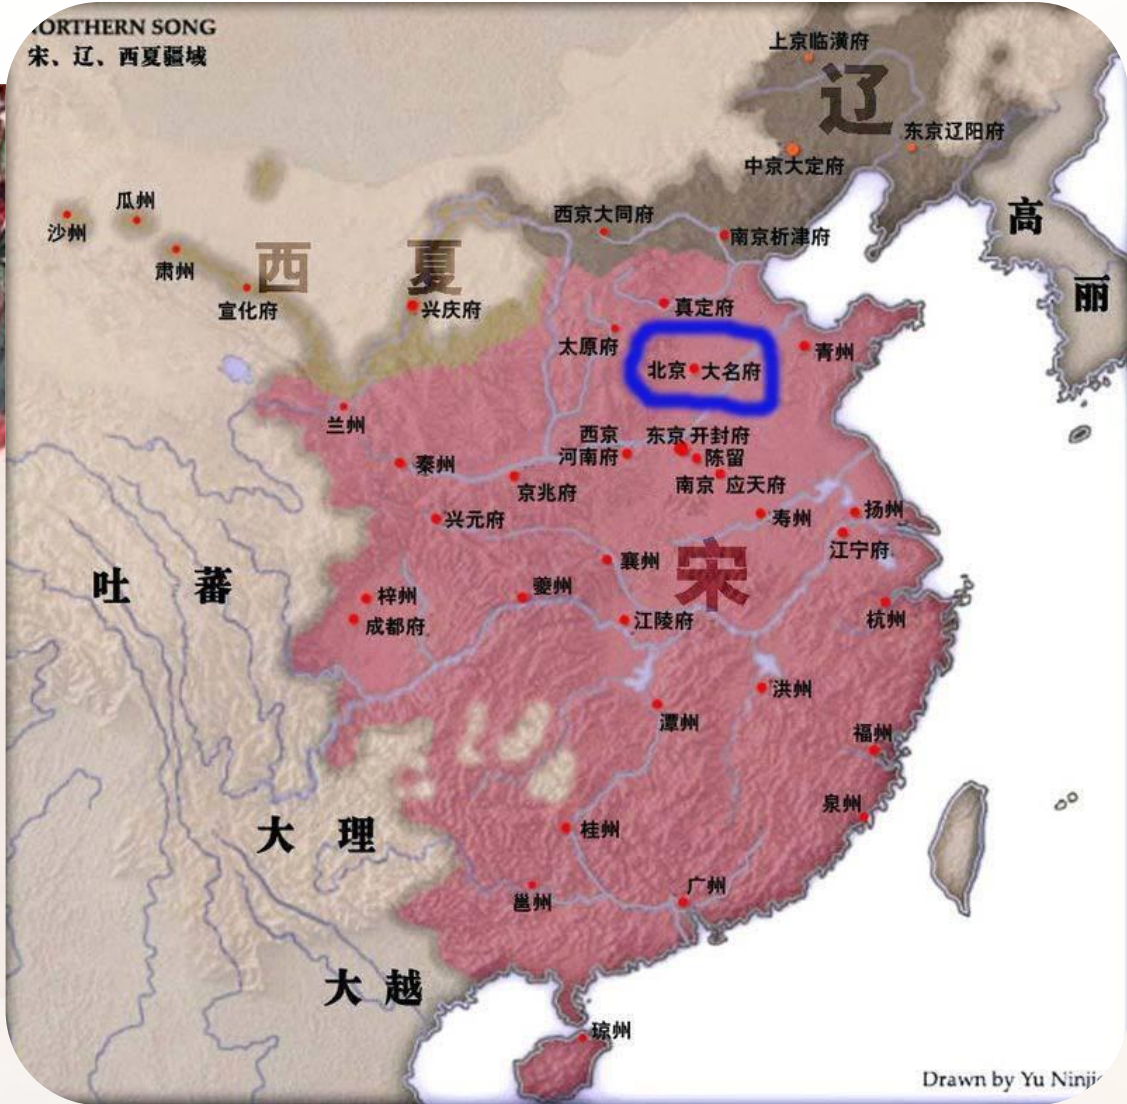 NORTHERN SONG
宋、辽、西夏疆域
上京临潢府
辽
东京辽阳府
中京大定府
瓜州
沙州
西京大同府
南京析津府
高
丽
肃州
西 夏
宣化府
兴庆府
真定府
太原府
青州
北京 大名府
兰州
西京
河南府
东京 开封府
陈留
秦州
京兆府
南京 应天府
兴元府
寿州
扬州
江宁府
襄州
宋
吐 蕃
夔州
梓州
成都府
江陵府
杭州
洪州
潭州
福州
泉州
大 理
桂州
广州
邕州
大 越
琼州
Drawn by Yu Ninjie